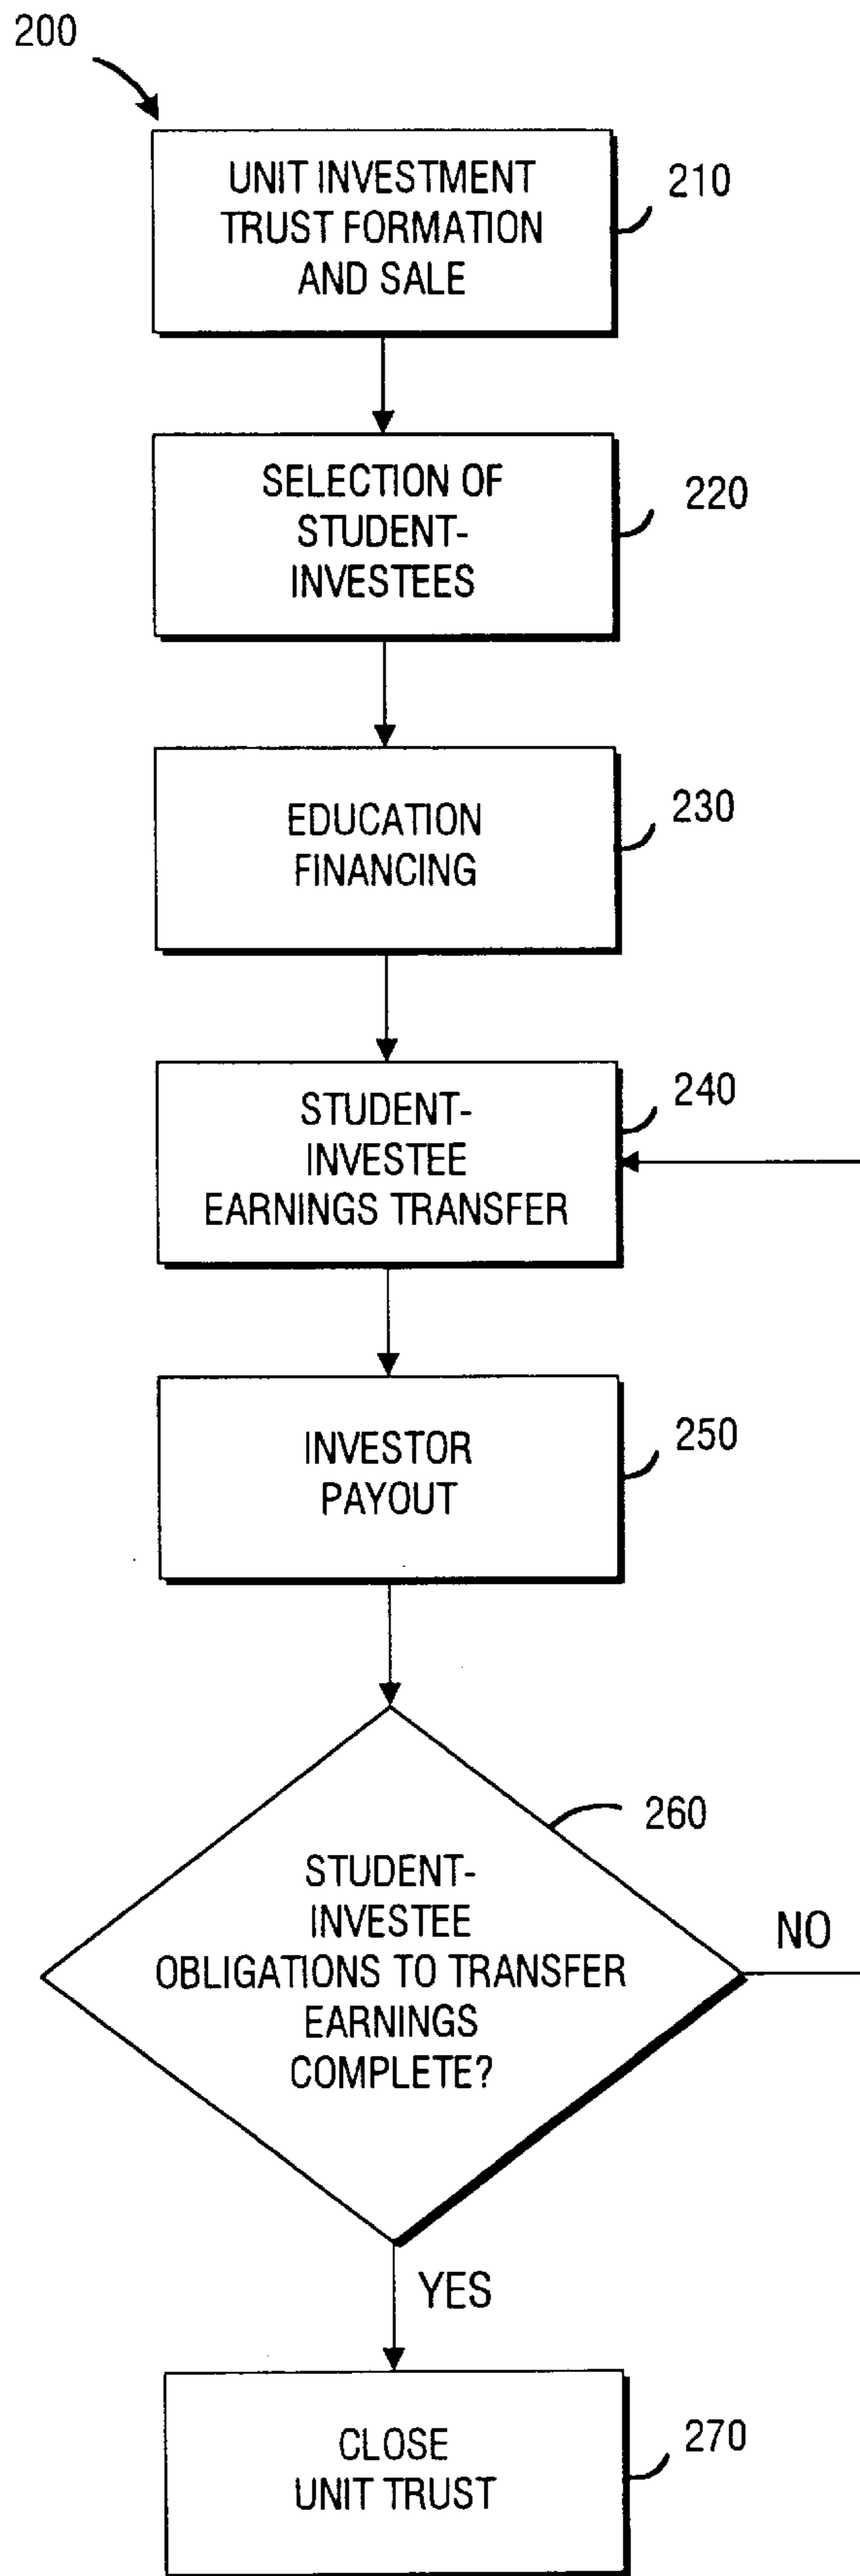 200
UNIT INVESTMENT
TRUST FORMATION
AND SALE
210
SELECTION OF
STUDENT-
INVESTEES
220
EDUCATION
FINANCING
230
STUDENT-
INVESTEE
EARNINGS TRANSFER
240
INVESTOR
PAYOUT
250
STUDENT-
INVESTEE
OBLIGATIONS TO TRANSFER
EARNINGS
COMPLETE?
260
NO
YES
CLOSE
UNIT TRUST
270